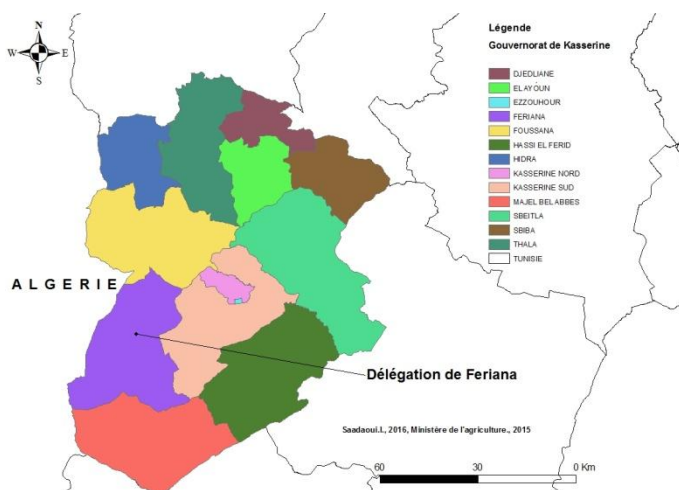 N
W E
S
Légende
Gouvernorat de Kasserine
DJEDLIANE
ELAYOUN
EZZOUHOUR
FERIANA
FOUSSANA
HASSI EL FERID
HIDRA
KASSERINE NORD
KASSERINE SUD
MAJEL BEL ABBES
SBEITLA
SBIBA
THALA
TUNISIE
ALGERIE
Délégation de Feriana
Saadaoui.I., 2016, Ministère de l'agriculture., 2015
60 30 0 Km